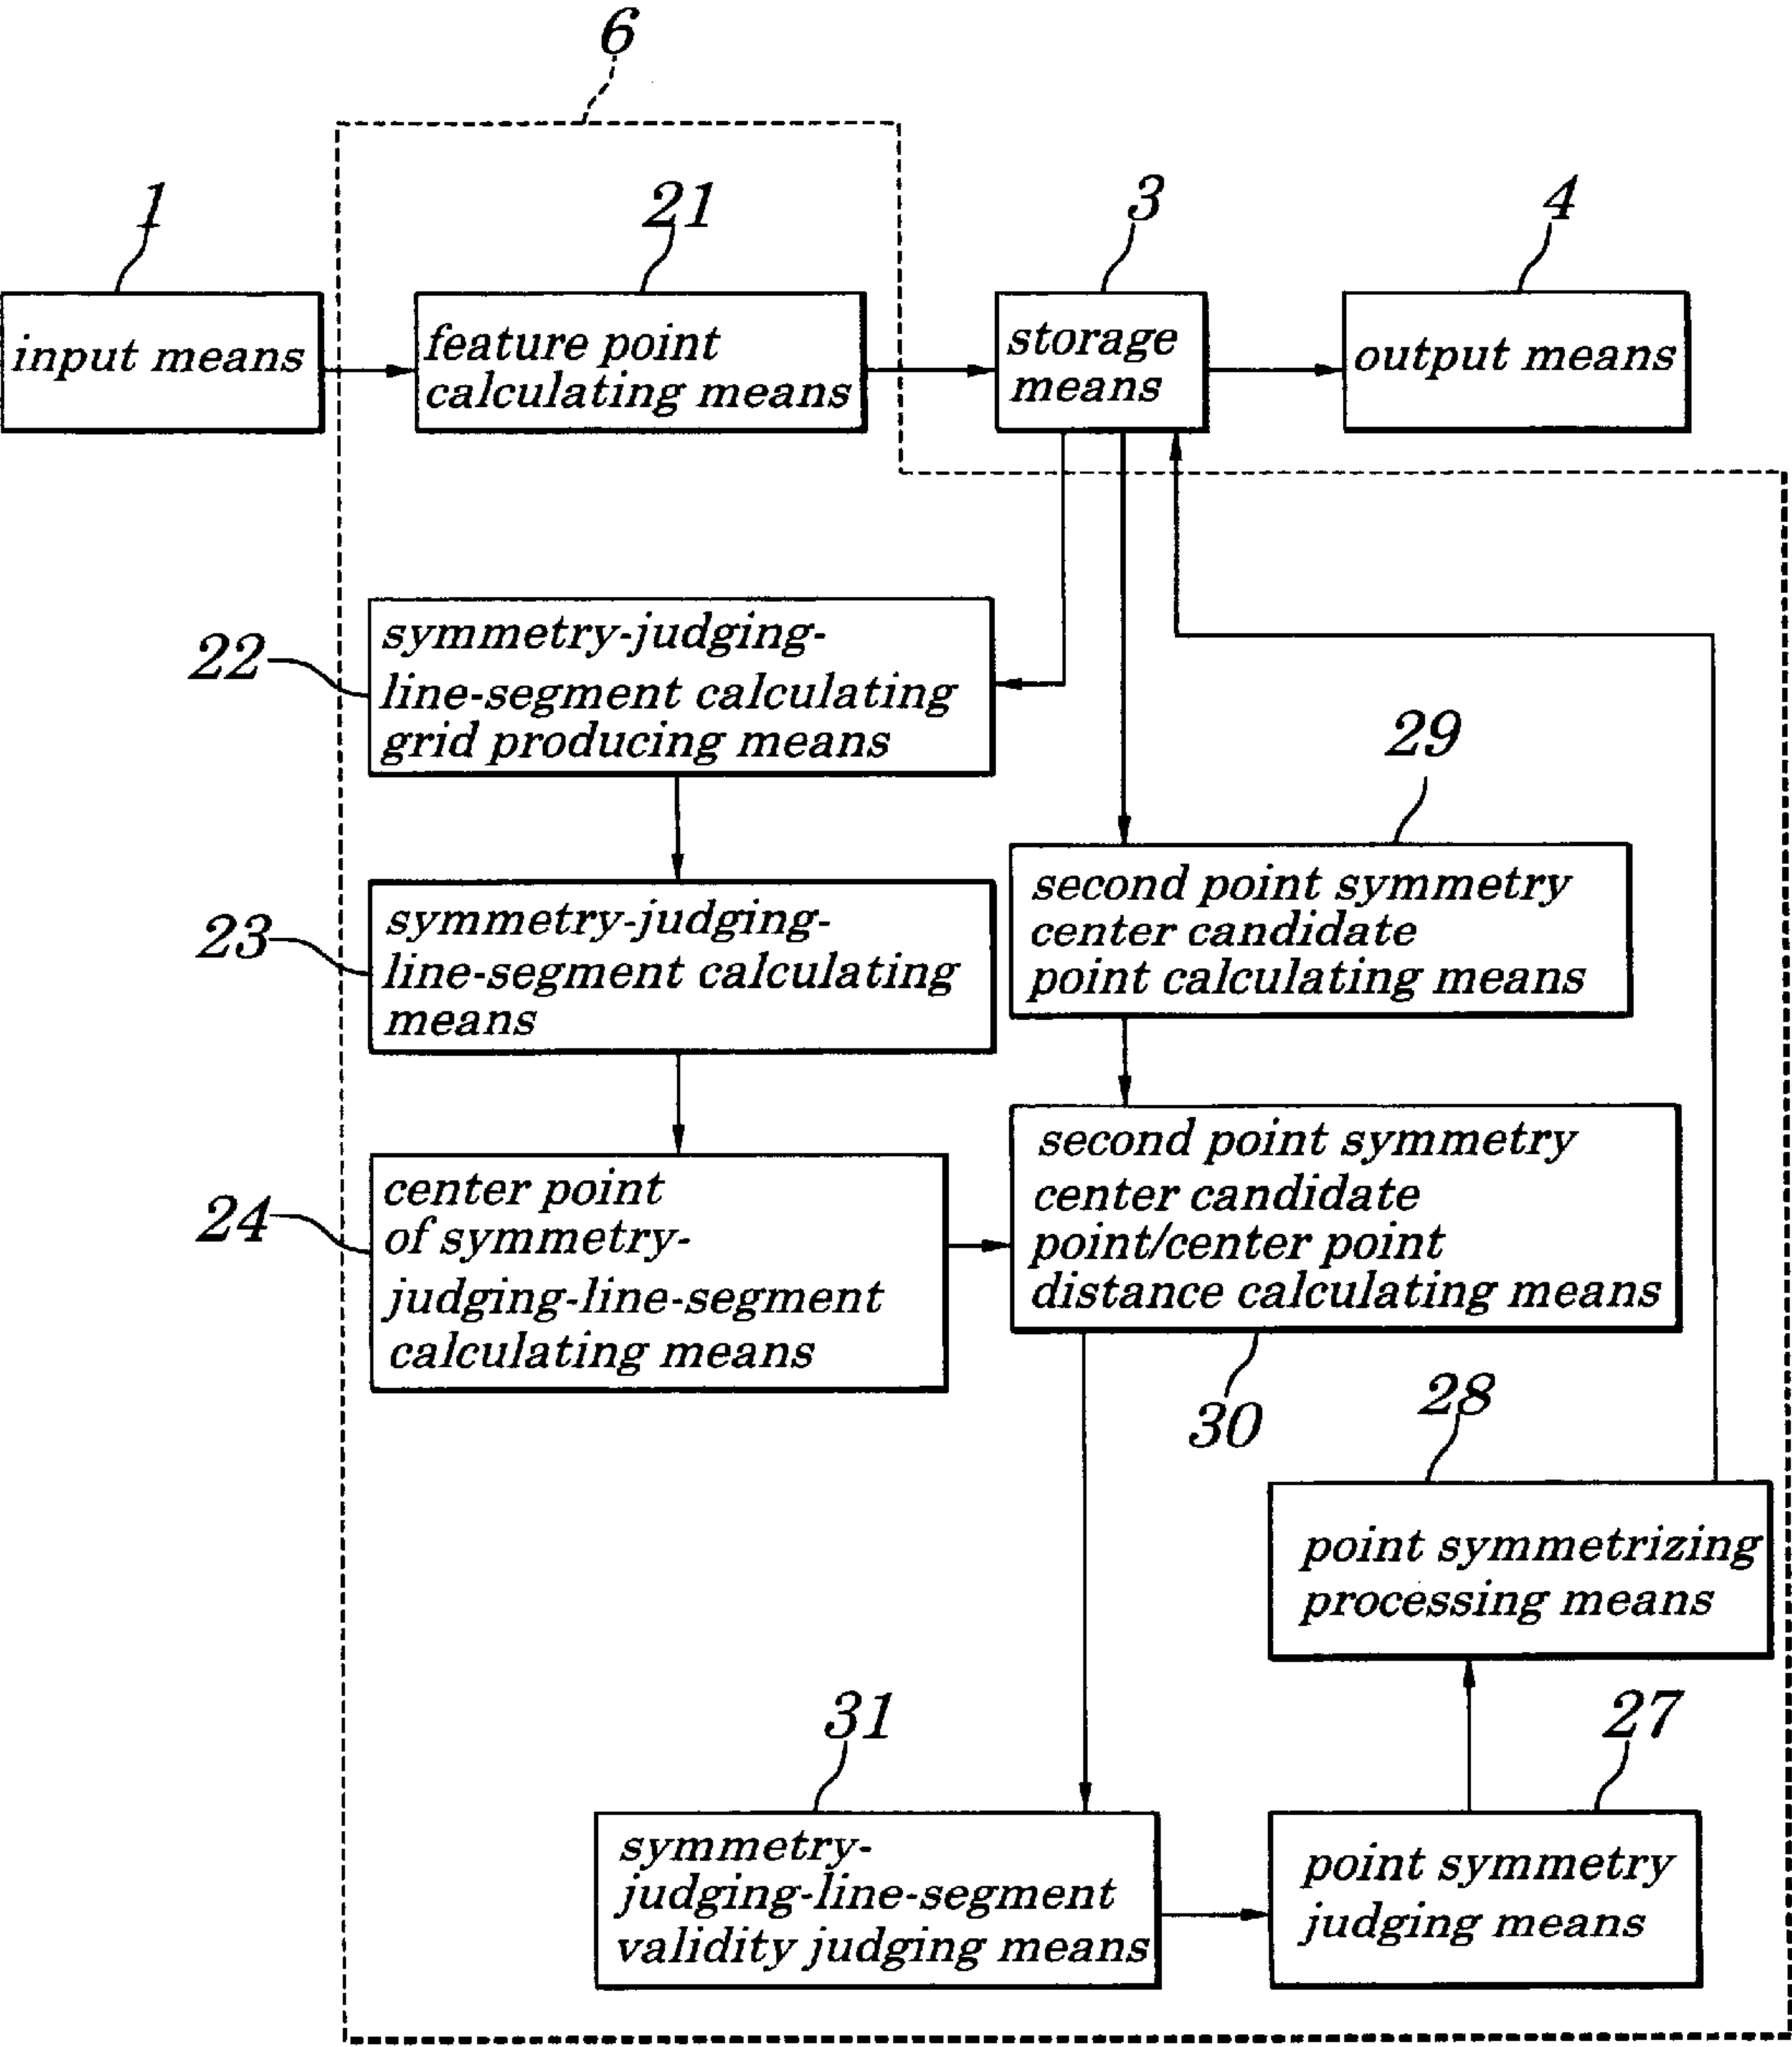 6
1
21
3
4
input means
feature point
calculating means
storage
means
output means
22
symmetry-judging-
line-segment calculating
grid producing means
29
23
symmetry-judging-
line-segment calculating
means
second point symmetry
center candidate
point calculating means
24
center point
of symmetry-
judging-line-segment
calculating means
second point symmetry
center candidate
point/center point
distance calculating means
30
28
point symmetrizing
processing means
31
27
symmetry-
judging-line-segment
validity judging means
point symmetry
judging means